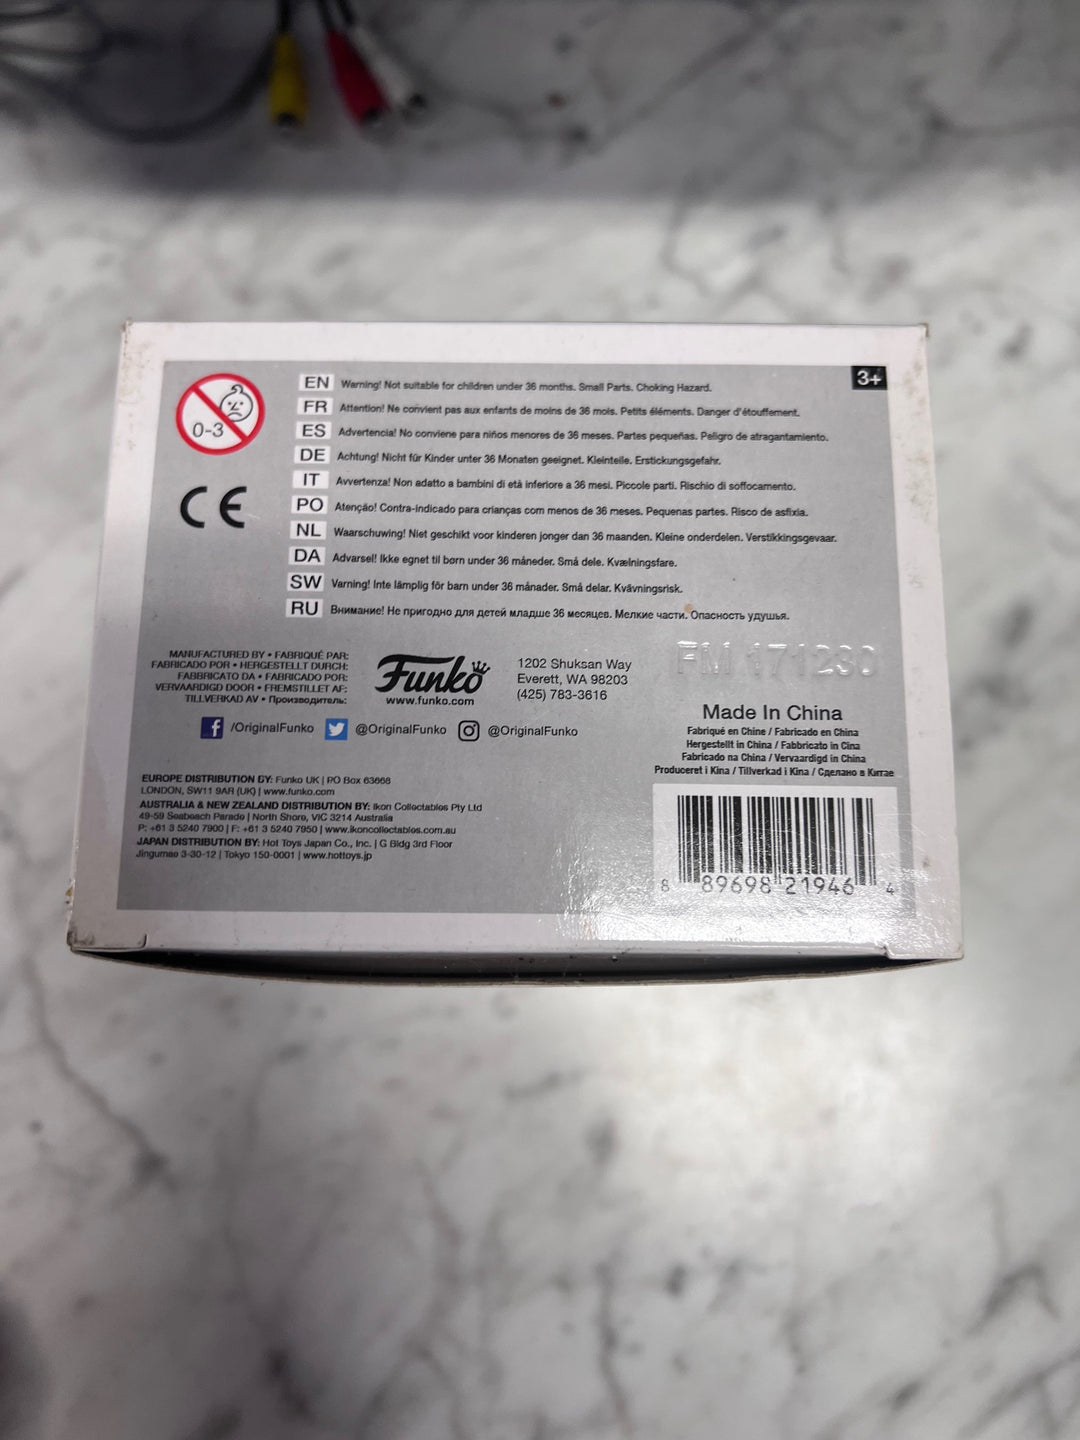 3+
0-3
CE
EN Warning! Not suitable for children under 36 months. Small Parts. Choking Hazard.
FR Attention! Ne convient pas aux enfants de moins de 36 mois. Petits éléments. Danger d'étouffement.
ES Advertencia! No conviene para niños menores de 36 meses. Partes pequeñas. Peligro de atragantamiento.
DE Achtung! Nicht für Kinder unter 36 Monaten geeignet. Kleinteile. Erstickungsgefahr.
IT Avvertenza! Non adatto a bambini di età inferiore a 36 mesi. Piccole parti. Rischio di soffocamento.
PO Atenção! Contra-indicado para crianças com menos de 36 meses. Pequenas partes. Risco de asfixia.
NL Waarschuwing! Niet geschikt voor kinderen jonger dan 36 maanden. Kleine onderdelen. Verstikkingsgevaar.
DA Advarsel! Ikke egnet til børn under 36 måneder. Små dele. Kvælningsfare.
SW Varning! Inte lämplig för barn under 36 månader. Små delar. Kvävningsrisk.
RU Внимание! Не пригодно для детей младше 36 месяцев. Мелкие части. Опасность удушья.
MANUFACTURED BY • FABRIQUÉ PAR:
FABRICADO POR • HERGESTELLT DURCH:
FABBRICATO DA • FABRICADO POR:
VERVAARDIGD DOOR • FREMSTILLET AF:
TILLVERKAD AV • Производитель:
Funko
www.funko.com
1202 Shuksan Way
Everett, WA 98203
(425) 783-3616
/OriginalFunko @OriginalFunko @OriginalFunko
FM 171230
Made In China
Fabriqué en Chine / Fabricado en China
Hergestellt in China / Fabbricato in Cina
Fabricado na China / Vervaardigd in China
Produceret i Kina / Tillverkad i Kina / Сделано в Китае
EUROPE DISTRIBUTION BY: Funko UK | PO Box 63668
LONDON, SW11 9AR (UK) | www.funko.com
AUSTRALIA & NEW ZEALAND DISTRIBUTION BY: Ikon Collectables Pty Ltd
49-59 Seabeach Parade | North Shore, VIC 3214 Australia
P: +61 3 5240 7900 | F: +61 3 5240 7950 | www.ikoncollectables.com.au
JAPAN DISTRIBUTION BY: Hot Toys Japan Co., Inc. | G Bldg 3rd Floor
Jingumae 3-30-12 | Tokyo 150-0001 | www.hottoys.jp
8 89698 21946 4